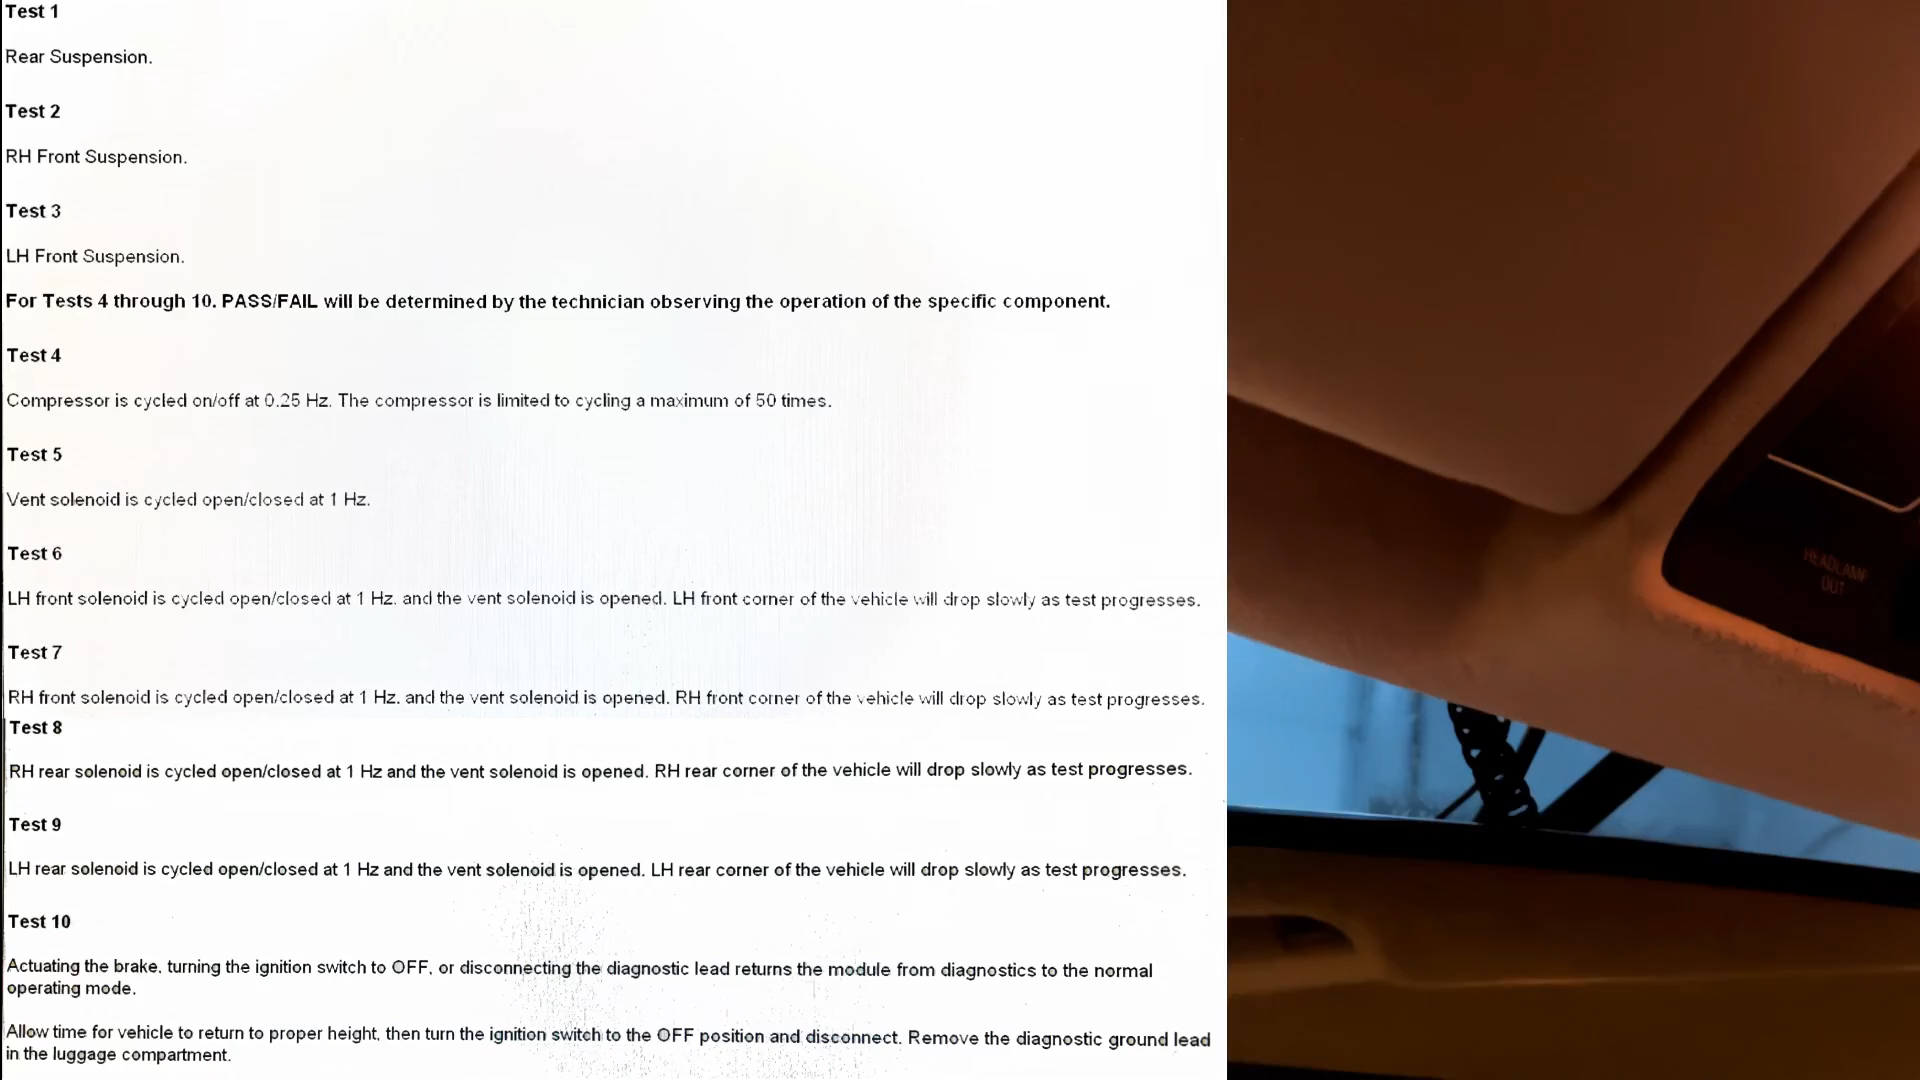 Test 1
Rear Suspension.
Test 2
RH Front Suspension.
Test 3
LH Front Suspension.
For Tests 4 through 10. PASS/FAIL will be determined by the technician observing the operation of the specific component.
Test 4
Compressor is cycled on/off at 0.25 Hz. The compressor is limited to cycling a maximum of 50 times.
Test 5
Vent solenoid is cycled open/closed at 1 Hz.
Test 6
LH front solenoid is cycled open/closed at 1 Hz. and the vent solenoid is opened. LH front corner of the vehicle will drop slowly as test progresses.
Test 7
RH front solenoid is cycled open/closed at 1 Hz. and the vent solenoid is opened. RH front corner of the vehicle will drop slowly as test progresses.
Test 8
RH rear solenoid is cycled open/closed at 1 Hz and the vent solenoid is opened. RH rear corner of the vehicle will drop slowly as test progresses.
Test 9
LH rear solenoid is cycled open/closed at 1 Hz and the vent solenoid is opened. LH rear corner of the vehicle will drop slowly as test progresses.
Test 10
Actuating the brake, turning the ignition switch to OFF, or disconnecting the diagnostic lead returns the module from diagnostics to the normal
operating mode.
Allow time for vehicle to return to proper height, then turn the ignition switch to the OFF position and disconnect. Remove the diagnostic ground lead
in the luggage compartment.
HEADLAMP
OUT